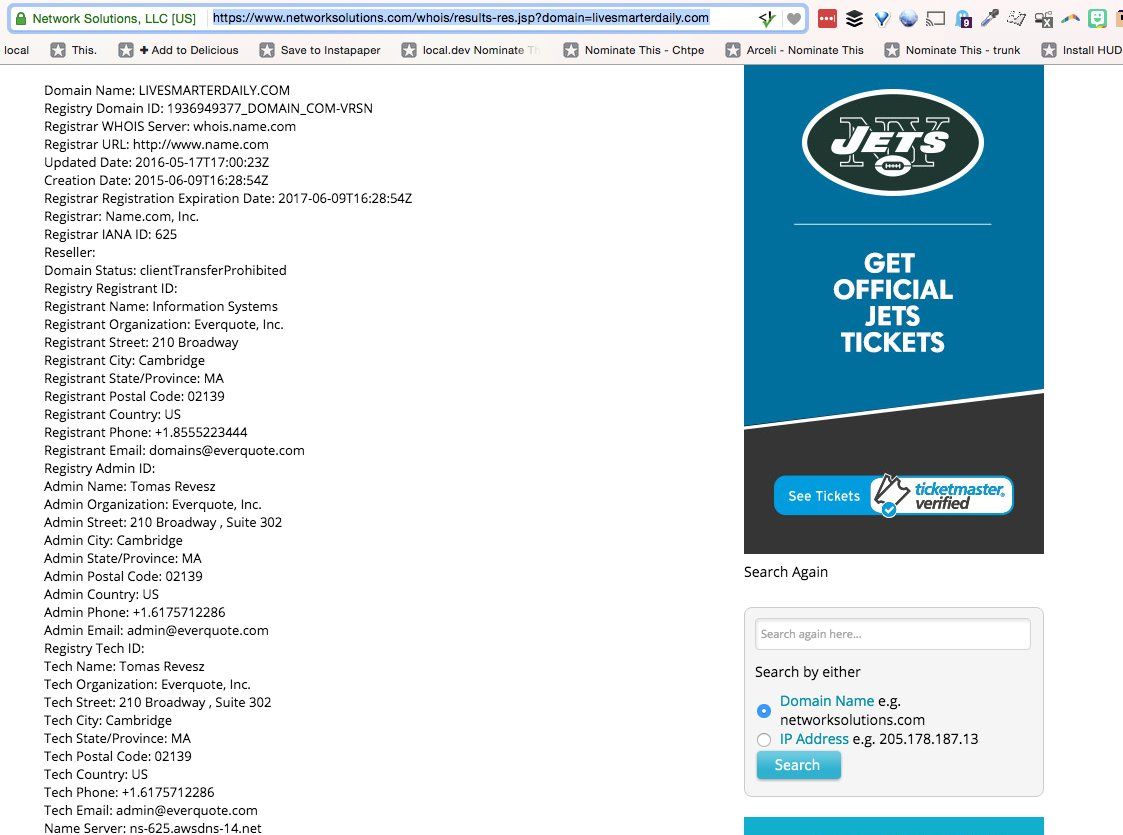 Network Solutions, LLC [US]
https://www.networksolutions.com/whois/results-res.jsp?domain=livesmarterdaily.com
local
This.
+ Add to Delicious
Save to Instapaper
local.dev Nominate Th
Nominate This - Chtpe
Arceli - Nominate This
Nominate This - trunk
Install HUD
Domain Name: LIVESMARTERDAILY.COM
Registry Domain ID: 1936949377_DOMAIN_COM-VRSN
Registrar WHOIS Server: whois.name.com
Registrar URL: http://www.name.com
Updated Date: 2016-05-17T17:00:23Z
Creation Date: 2015-06-09T16:28:54Z
Registrar Registration Expiration Date: 2017-06-09T16:28:54Z
Registrar: Name.com, Inc.
Registrar IANA ID: 625
Reseller:
Domain Status: clientTransferProhibited
Registry Registrant ID:
Registrant Name: Information Systems
Registrant Organization: Everquote, Inc.
Registrant Street: 210 Broadway
Registrant City: Cambridge
Registrant State/Province: MA
Registrant Postal Code: 02139
Registrant Country: US
Registrant Phone: +1.8555223444
Registrant Email: domains@everquote.com
Registry Admin ID:
Admin Name: Tomas Revesz
Admin Organization: Everquote, Inc.
Admin Street: 210 Broadway , Suite 302
Admin City: Cambridge
Admin State/Province: MA
Admin Postal Code: 02139
Admin Country: US
Admin Phone: +1.6175712286
Admin Email: admin@everquote.com
Registry Tech ID:
Tech Name: Tomas Revesz
Tech Organization: Everquote, Inc.
Tech Street: 210 Broadway , Suite 302
Tech City: Cambridge
Tech State/Province: MA
Tech Postal Code: 02139
Tech Country: US
Tech Phone: +1.6175712286
Tech Email: admin@everquote.com
Name Server: ns-625.awsdns-14.net
NY
JETS
GET
OFFICIAL
JETS
TICKETS
See Tickets
ticketmaster
verified
Search Again
Search again here...
Search by either
Domain Name e.g.
networksolutions.com
IP Address e.g. 205.178.187.13
Search